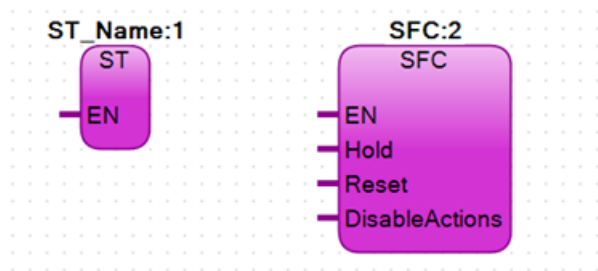 ST_Name:1
ST
EN
SFC:2
SFC
EN
Hold
Reset
DisableActions